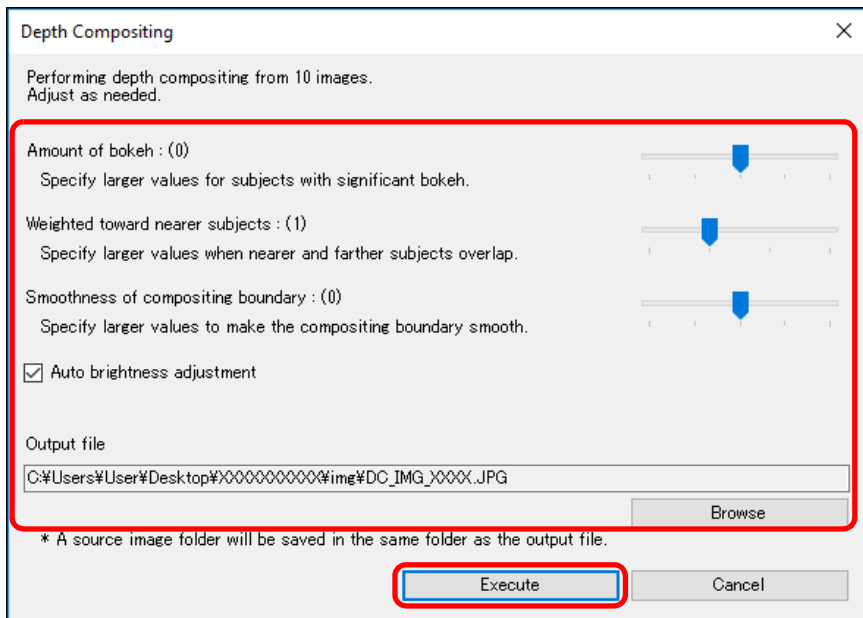 Depth Compositing
Performing depth compositing from 10 images.
Adjust as needed.
Amount of bokeh : (0)
Specify larger values for subjects with significant bokeh.
Weighted toward nearer subjects : (1)
Specify larger values when nearer and farther subjects overlap.
Smoothness of compositing boundary : (0)
Specify larger values to make the compositing boundary smooth.
Auto brightness adjustment
Output file
C:¥Users¥User¥Desktop¥XXXXXXXXXXX¥img¥DC_IMG_XXXX.JPG
Browse
* A source image folder will be saved in the same folder as the output file.
Execute
Cancel